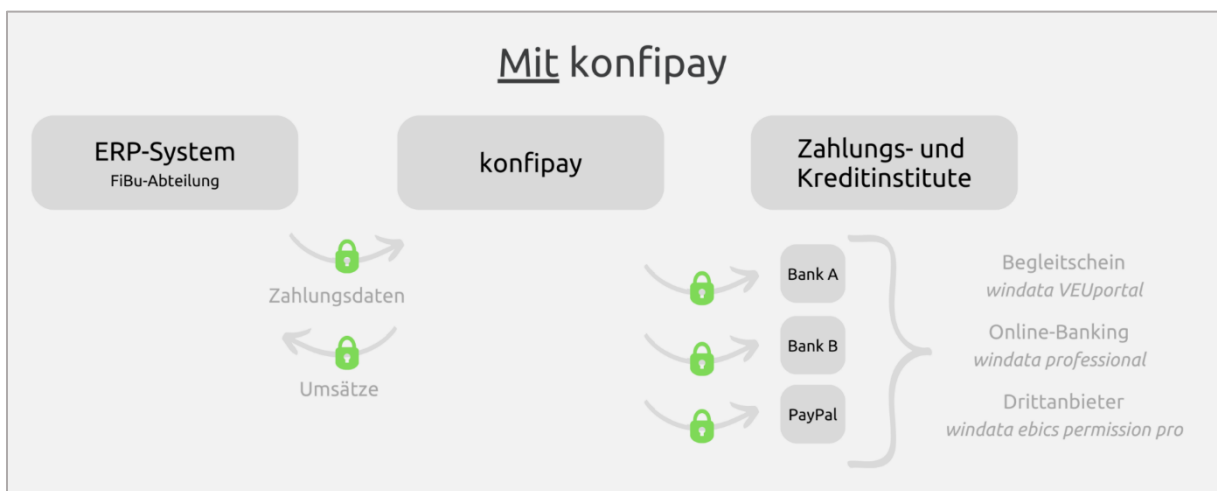 Mit konfipay
ERP-System
FiBu-Abteilung
konfipay
Zahlungs- und
Kreditinstitute
Zahlungsdaten
Umsätze
Bank A
Bank B
PayPal
Begleitschein
windata VEUportal
Online-Banking
windata professional
Drittanbieter
windata ebics permission pro